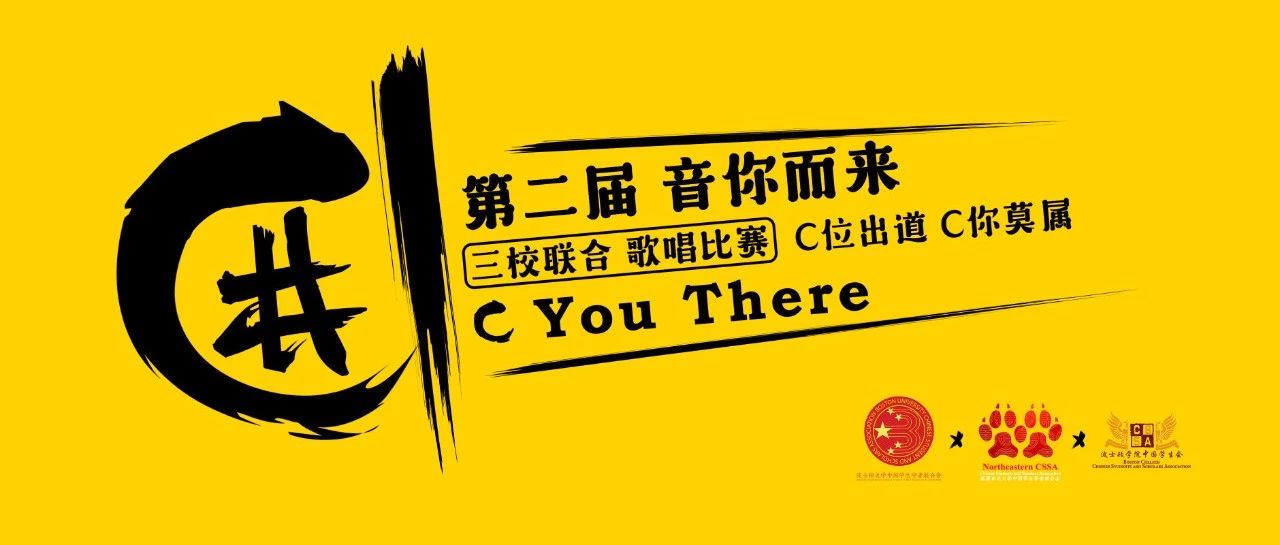 第二届 音你而来
三校联合 歌唱比赛 C位出道 C你莫属
C You There
BOSTON UNIVERSITY CHINESE STUDENT AND SCHOLARS ASSOCIATION
波士顿大学中国学生学者联合会
Northeastern CSSA
C S
S A
波士顿学院中国学生会
BOSTON COLLEGE
CHINESE STUDENTS AND SCHOLARS ASSOCIATION